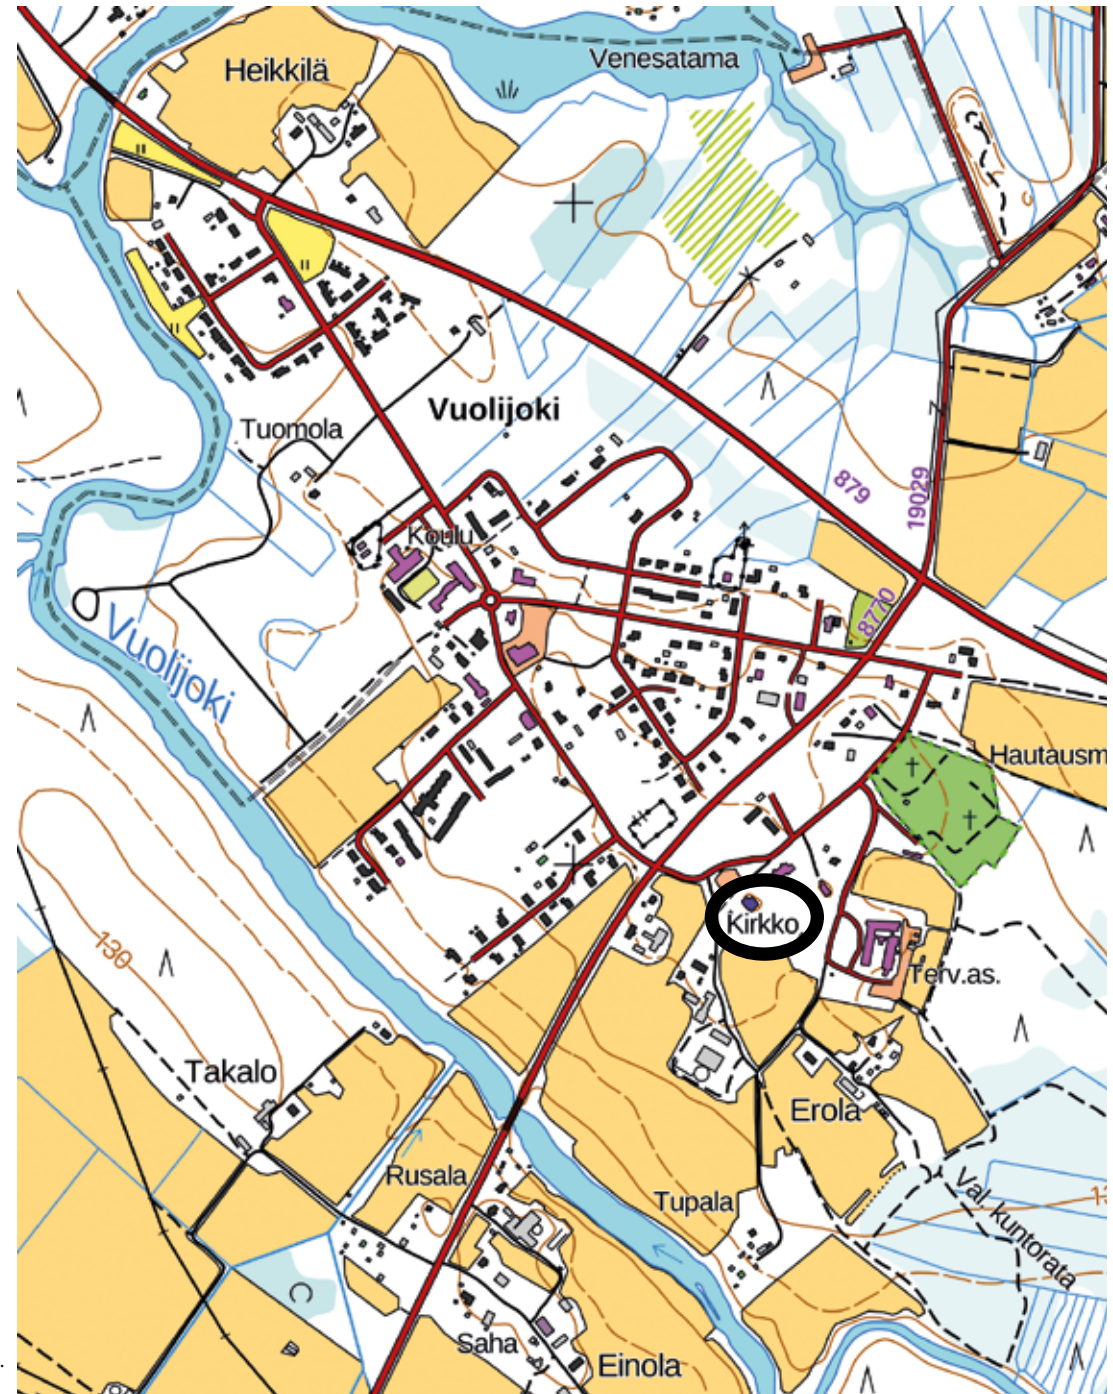 Venesatama
Heikkilä
Vuolijoki
Tuomola
879
19029
Koulu
8770
Vuolijoki
Hautausm
Kirkko
130
Terv.as.
Takalo
Erola
Rusala
Tupala
Val. kuntorata
Saha
Einola